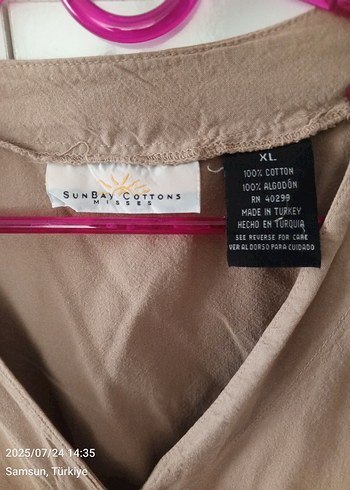 SUNBAY COTTONS
MISSES
XL
100% COTTON
100% ALGODÓN
RN 40299
MADE IN TURKEY
HECHO EN TURQUIA
SEE REVERSE FOR CARE
VER AL DORSO PARA CUIDADO
2025/07/24 14:35
Samsun, Türkiye